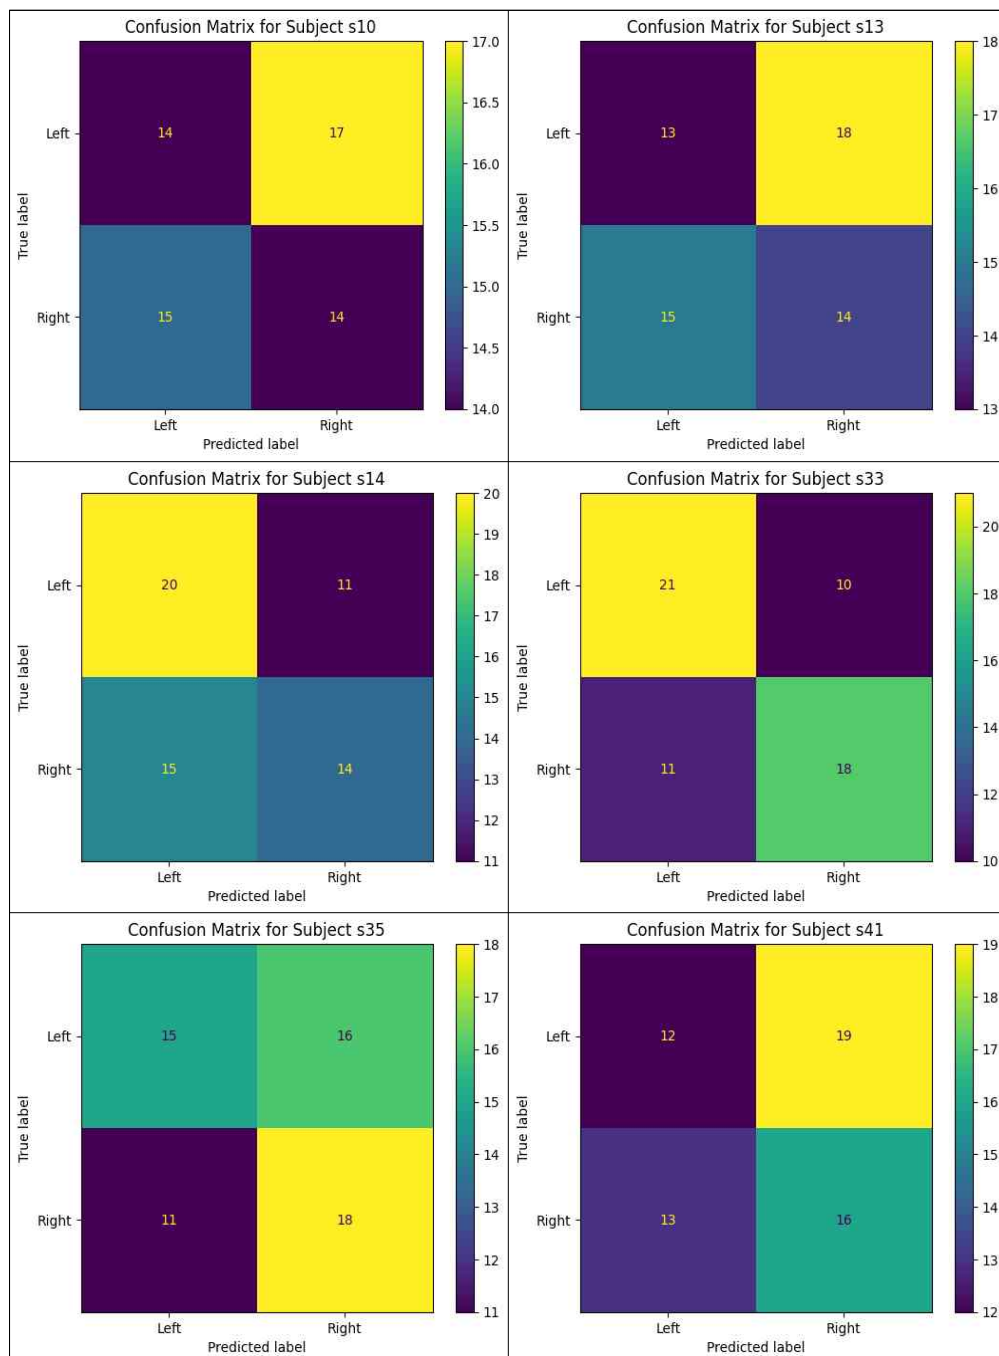 Confusion Matrix for Subject s10
True label
Left
14
17
Right
15
14
Left
Right
Predicted label
17.0
16.5
16.0
15.5
15.0
14.5
14.0
Confusion Matrix for Subject s13
True label
Left
13
18
Right
15
14
Left
Right
Predicted label
18
17
16
15
14
13
Confusion Matrix for Subject s14
True label
Left
20
11
Right
15
14
Left
Right
Predicted label
20
19
18
17
16
15
14
13
12
11
Confusion Matrix for Subject s33
True label
Left
21
10
Right
11
18
Left
Right
Predicted label
20
18
16
14
12
10
Confusion Matrix for Subject s35
True label
Left
15
16
Right
11
18
Left
Right
Predicted label
18
17
16
15
14
13
12
11
Confusion Matrix for Subject s41
True label
Left
12
19
Right
13
16
Left
Right
Predicted label
19
18
17
16
15
14
13
12